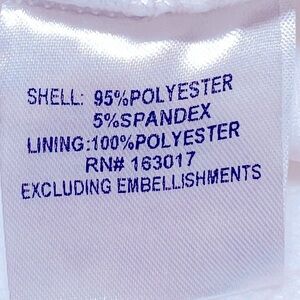 SHELL: 95%POLYESTER
5%SPANDEX
LINING:100%POLYESTER
RN# 163017
EXCLUDING EMBELLISHMENTS